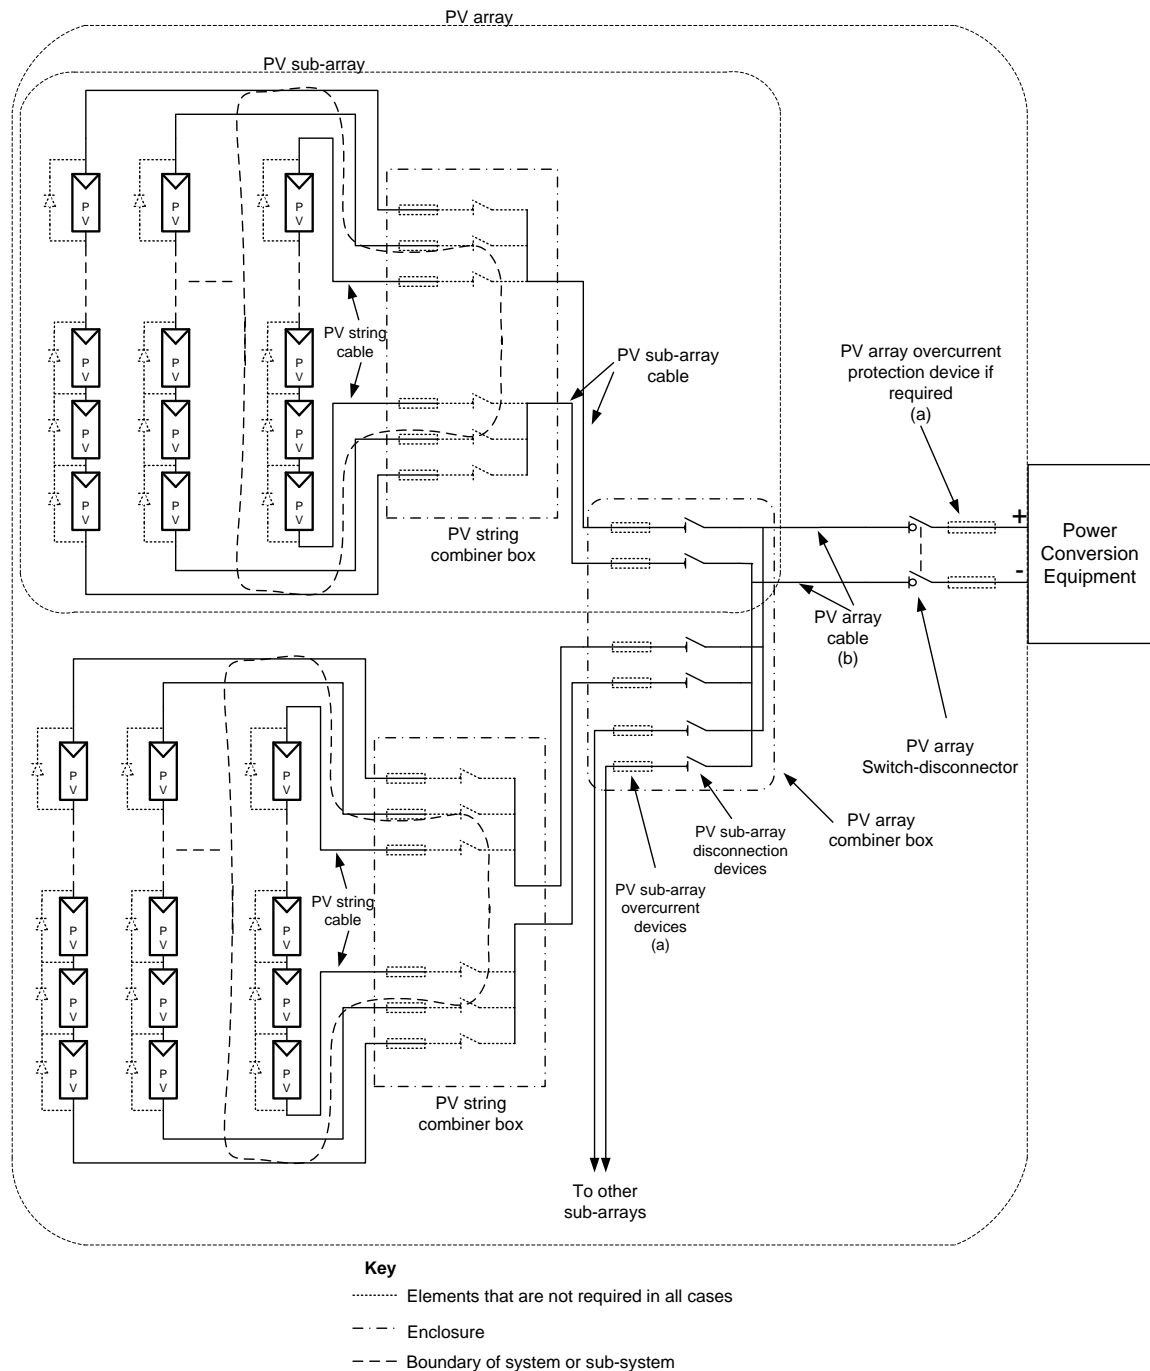 PV array
PV sub-array
P
V
P
V
P
V
PV string
cable
P
V
P
V
P
V
P
V
P
V
P
V
P
V
P
V
P
V
PV sub-array
cable
PV array overcurrent
protection device if
required
(a)
PV string
combiner box
+
-
Power
Conversion
Equipment
PV array
cable
(b)
PV array
Switch-disconnector
P
V
P
V
P
V
PV string
cable
P
V
P
V
P
V
P
V
P
V
P
V
P
V
P
V
P
V
PV array
combiner box
PV sub-array
disconnection
devices
PV sub-array
overcurrent
devices
(a)
PV string
combiner box
To other
sub-arrays
Key
Elements that are not required in all cases
Enclosure
Boundary of system or sub-system